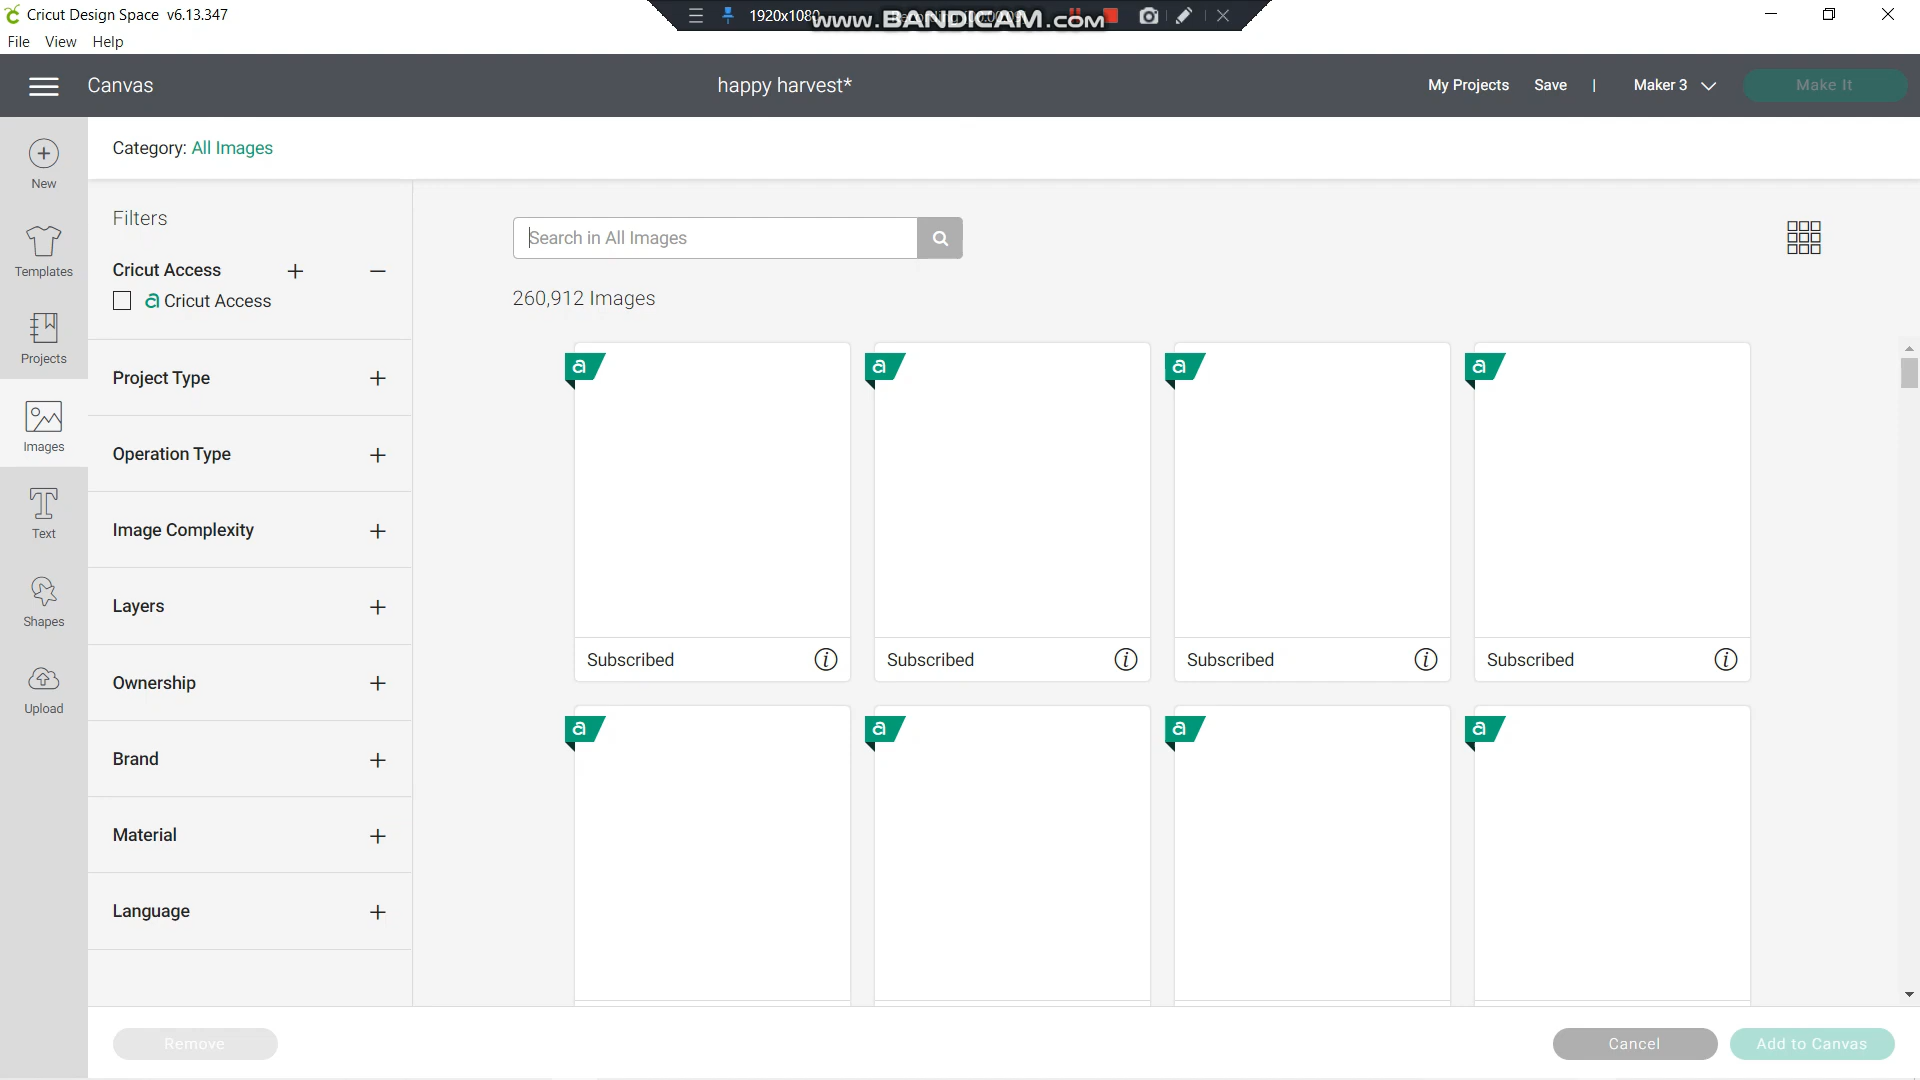 Cricut Design Space v6.13.347
1920x1080
www.BANDICAM.com
File View Help
Canvas
happy harvest*
My Projects Save | Maker 3 Make It
New
Templates
Projects
Images
Text
Shapes
Upload
Category: All Images
Filters
Cricut Access
a Cricut Access
Project Type
Operation Type
Image Complexity
Layers
Ownership
Brand
Material
Language
Search in All Images
260,912 Images
a a a a
Subscribed Subscribed Subscribed Subscribed
a a a a
Remove
Cancel Add to Canvas